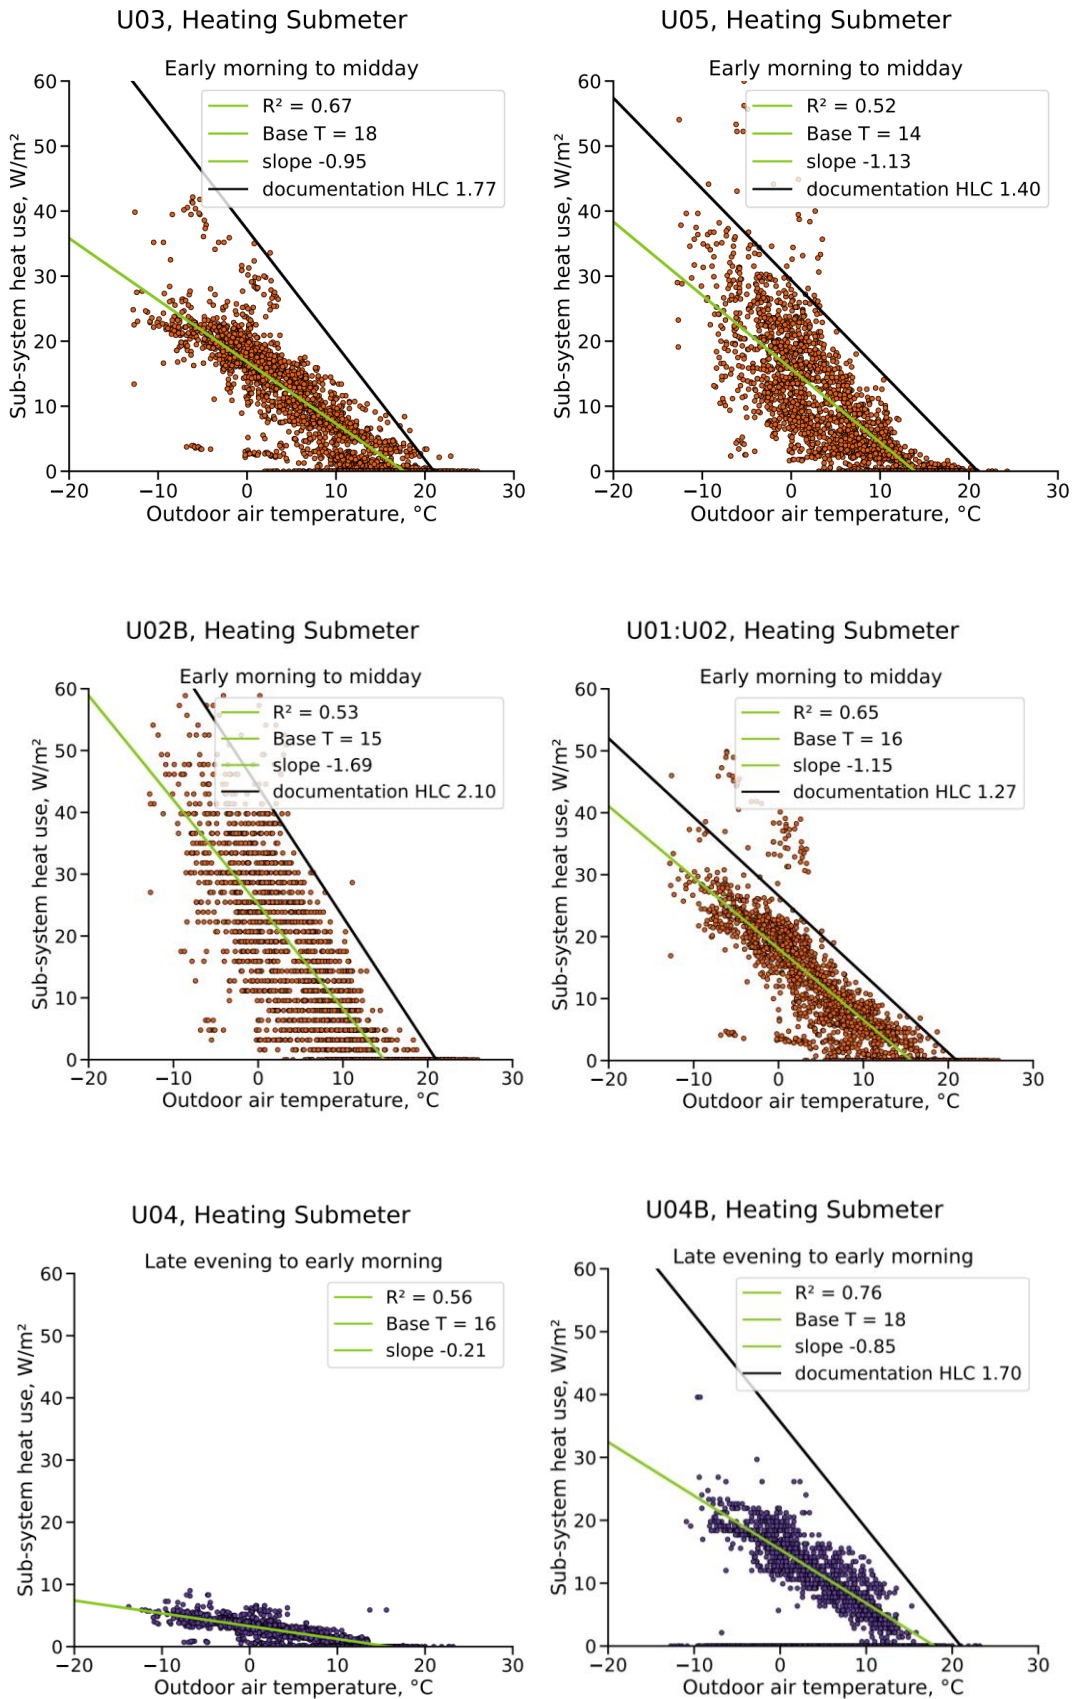 U03, Heating Submeter
Early morning to midday
R² = 0.67
Base T = 18
slope -0.95
documentation HLC 1.77
Sub-system heat use, W/m²
60
50
40
30
20
10
0
−20 −10 0 10 20 30
Outdoor air temperature, °C
U05, Heating Submeter
Early morning to midday
R² = 0.52
Base T = 14
slope -1.13
documentation HLC 1.40
Sub-system heat use, W/m²
60
50
40
30
20
10
0
−20 −10 0 10 20 30
Outdoor air temperature, °C
U02B, Heating Submeter
Early morning to midday
R² = 0.53
Base T = 15
slope -1.69
documentation HLC 2.10
Sub-system heat use, W/m²
60
50
40
30
20
10
0
−20 −10 0 10 20 30
Outdoor air temperature, °C
U01:U02, Heating Submeter
Early morning to midday
R² = 0.65
Base T = 16
slope -1.15
documentation HLC 1.27
Sub-system heat use, W/m²
60
50
40
30
20
10
0
−20 −10 0 10 20 30
Outdoor air temperature, °C
U04, Heating Submeter
Late evening to early morning
R² = 0.56
Base T = 16
slope -0.21
Sub-system heat use, W/m²
60
50
40
30
20
10
0
−20 −10 0 10 20 30
Outdoor air temperature, °C
U04B, Heating Submeter
Late evening to early morning
R² = 0.76
Base T = 18
slope -0.85
documentation HLC 1.70
Sub-system heat use, W/m²
60
50
40
30
20
10
0
−20 −10 0 10 20 30
Outdoor air temperature, °C